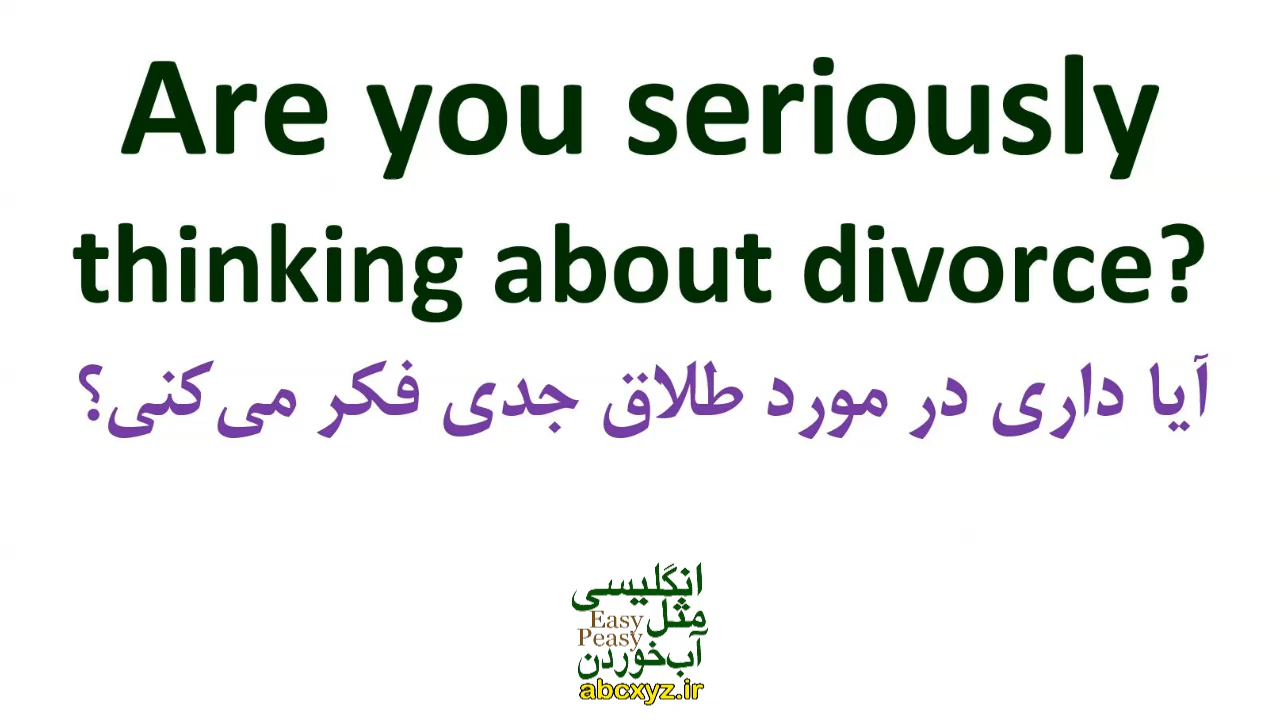 Are you seriously
thinking about divorce?
آیا داری در مورد طلاق جدی فکر می‌کنی؟
انگلیسی
مثل
Easy
Peasy
آب‌خوردن
abcxyz.ir